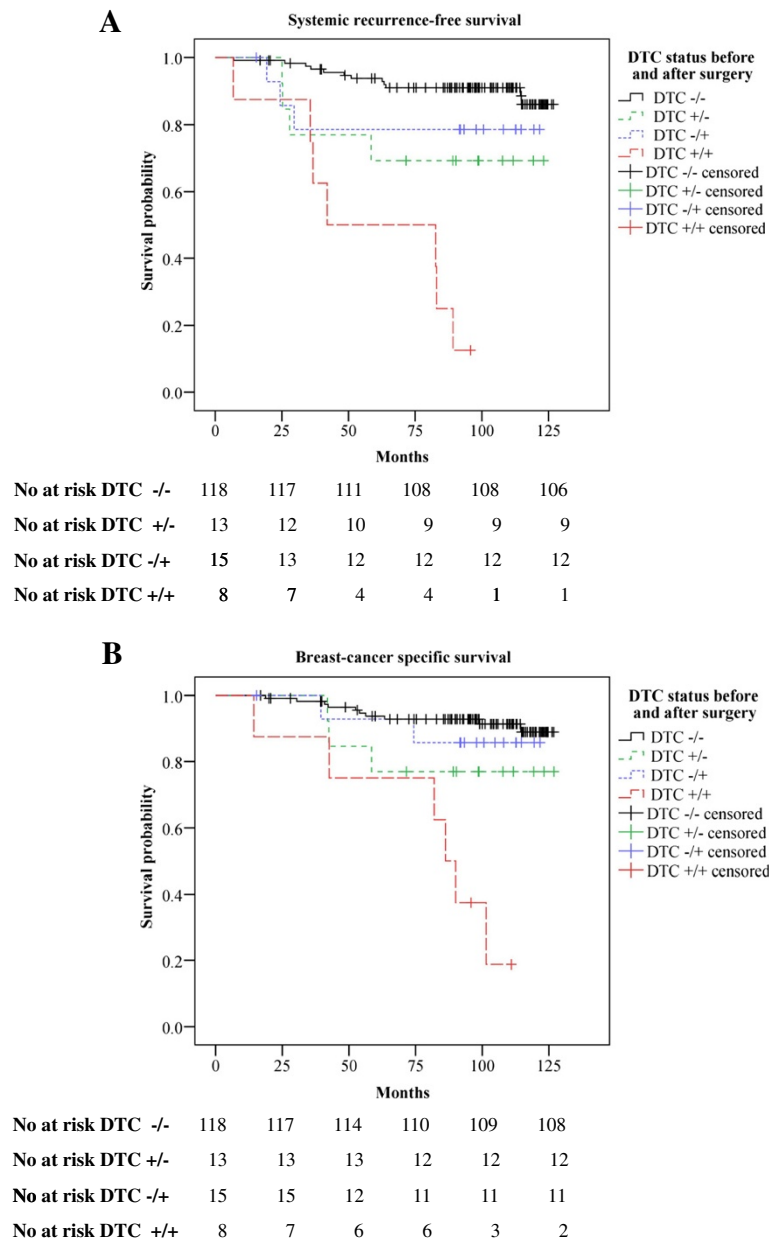 A
Systemic recurrence-free survival
DTC status before
and after surgery
DTC -/-
DTC +/-
DTC -/+
DTC +/+
DTC -/- censored
DTC +/- censored
DTC -/+ censored
DTC +/+ censored
Survival probability
1.0
0.8
0.6
0.4
0.2
0.0
0 25 50 75 100 125
Months
No at risk DTC -/- 118 117 111 108 108 106
No at risk DTC +/- 13 12 10 9 9 9
No at risk DTC -/+ 15 13 12 12 12 12
No at risk DTC +/+ 8 7 4 4 1 1
B
Breast-cancer specific survival
DTC status before
and after surgery
DTC -/-
DTC +/-
DTC -/+
DTC +/+
DTC -/- censored
DTC +/- censored
DTC -/+ censored
DTC +/+ censored
Survival probability
1.0
0.8
0.6
0.4
0.2
0.0
0 25 50 75 100 125
Months
No at risk DTC -/- 118 117 114 110 109 108
No at risk DTC +/- 13 13 13 12 12 12
No at risk DTC -/+ 15 15 12 11 11 11
No at risk DTC +/+ 8 7 6 6 3 2